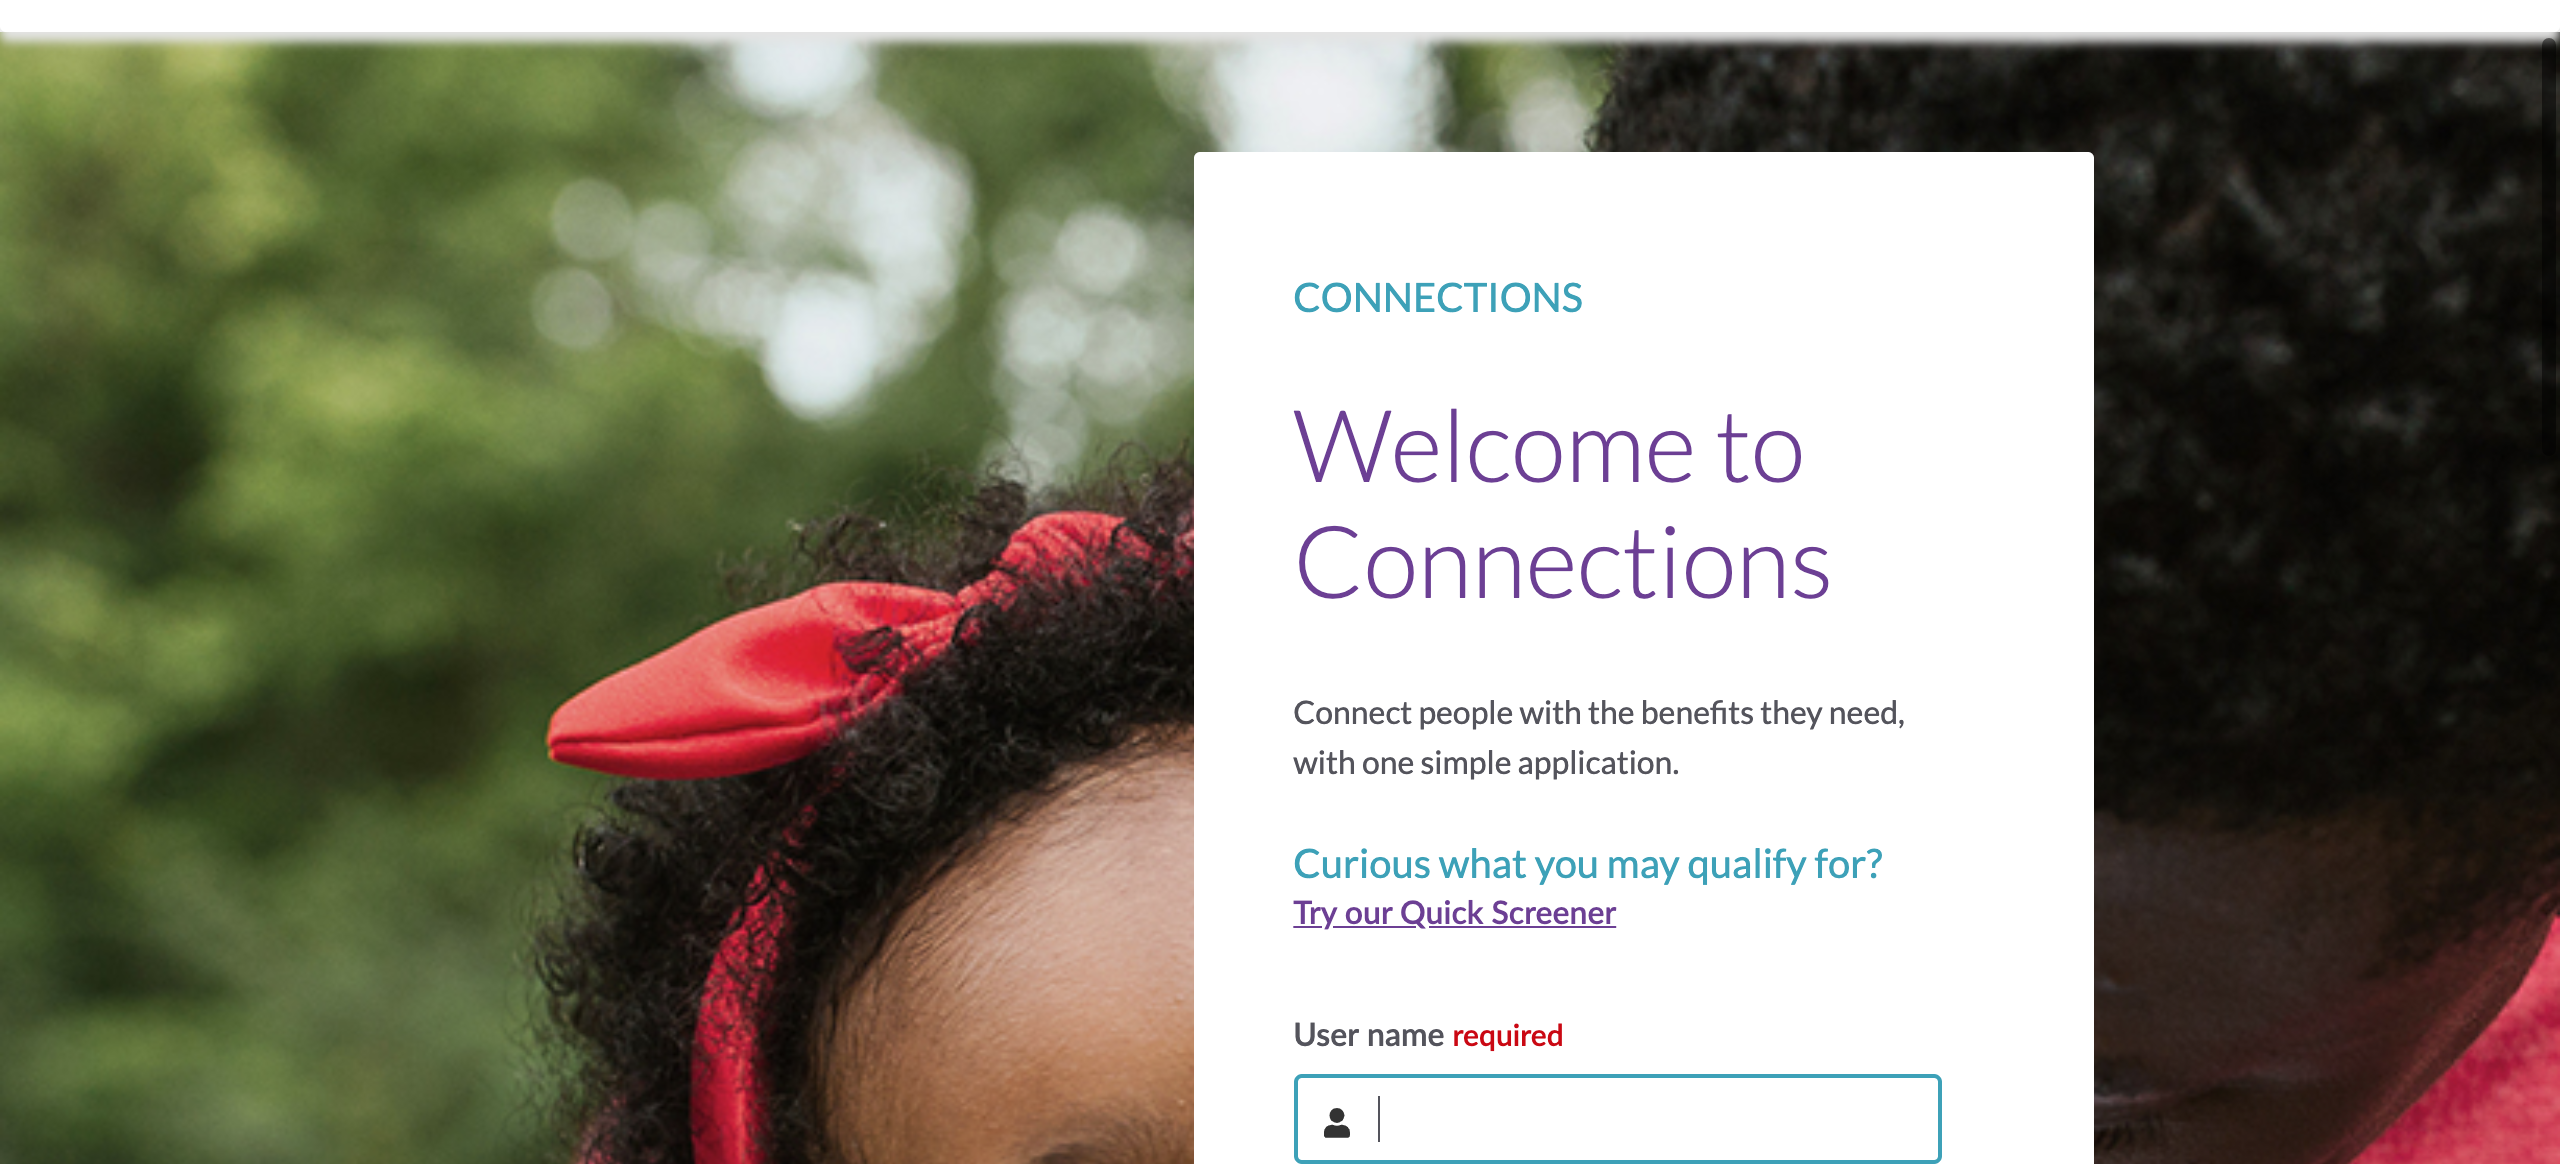 CONNECTIONS
Welcome to
Connections
Connect people with the benefits they need,
with one simple application.
Curious what you may qualify for?
Try our Quick Screener
User name required